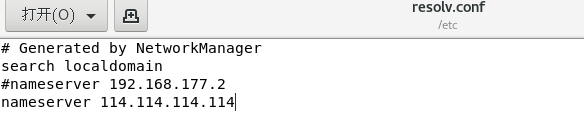 打开(O)
resolv.conf
/etc
# Generated by NetworkManager
search localdomain
#nameserver 192.168.177.2
nameserver 114.114.114.114